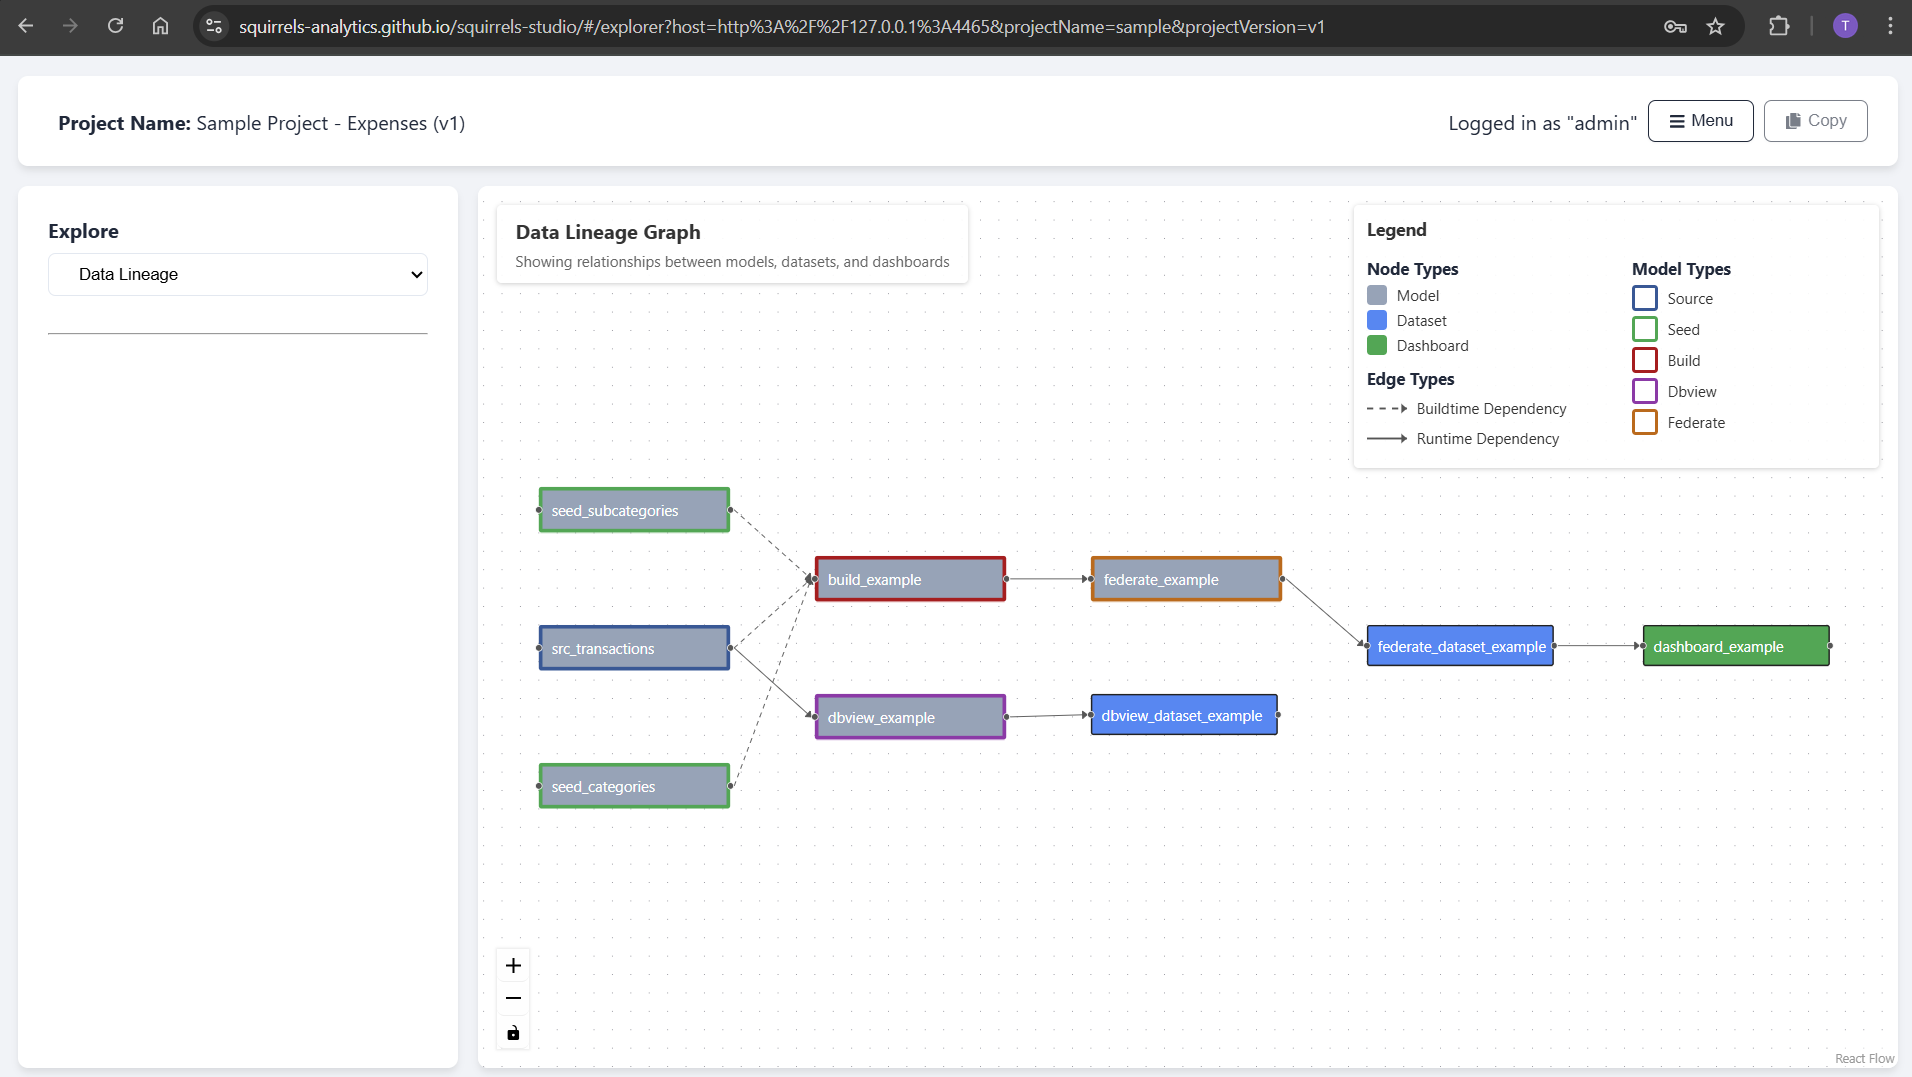 squirrels-analytics.github.io/squirrels-studio/#/explorer?host=http%3A%2F%2F127.0.0.1%3A4465&projectName=sample&projectVersion=v1
T
Project Name: Sample Project - Expenses (v1)
Logged in as "admin"
Menu
Copy
Explore
Data Lineage
Data Lineage Graph
Showing relationships between models, datasets, and dashboards
Legend
Node Types
Model
Dataset
Dashboard
Edge Types
Buildtime Dependency
Runtime Dependency
Model Types
Source
Seed
Build
Dbview
Federate
seed_subcategories
build_example
federate_example
src_transactions
federate_dataset_example
dashboard_example
dbview_example
dbview_dataset_example
seed_categories
React Flow